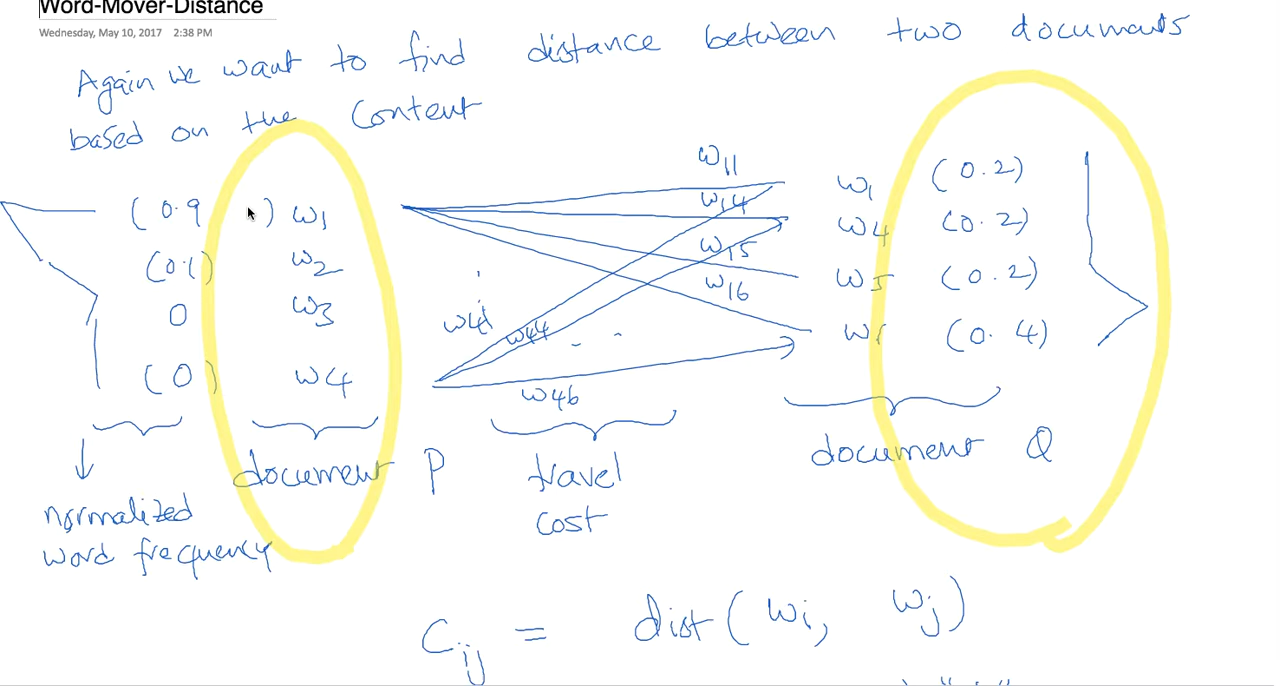 Word-Mover-Distance
Wednesday, May 10, 2017 2:38 PM
Again we want to find distance between two documents
based on the content
w11
(0.9 ) w1 w14 w1 (0.2)
w4 (0.2)
(0.1) w2 w15
w16 w5 (0.2)
0 w3
w41 w44 (0.4)
(0) w4
w46
document P travel document Q
cost
normalized
word frequency
Cij = dist(wi, wj)